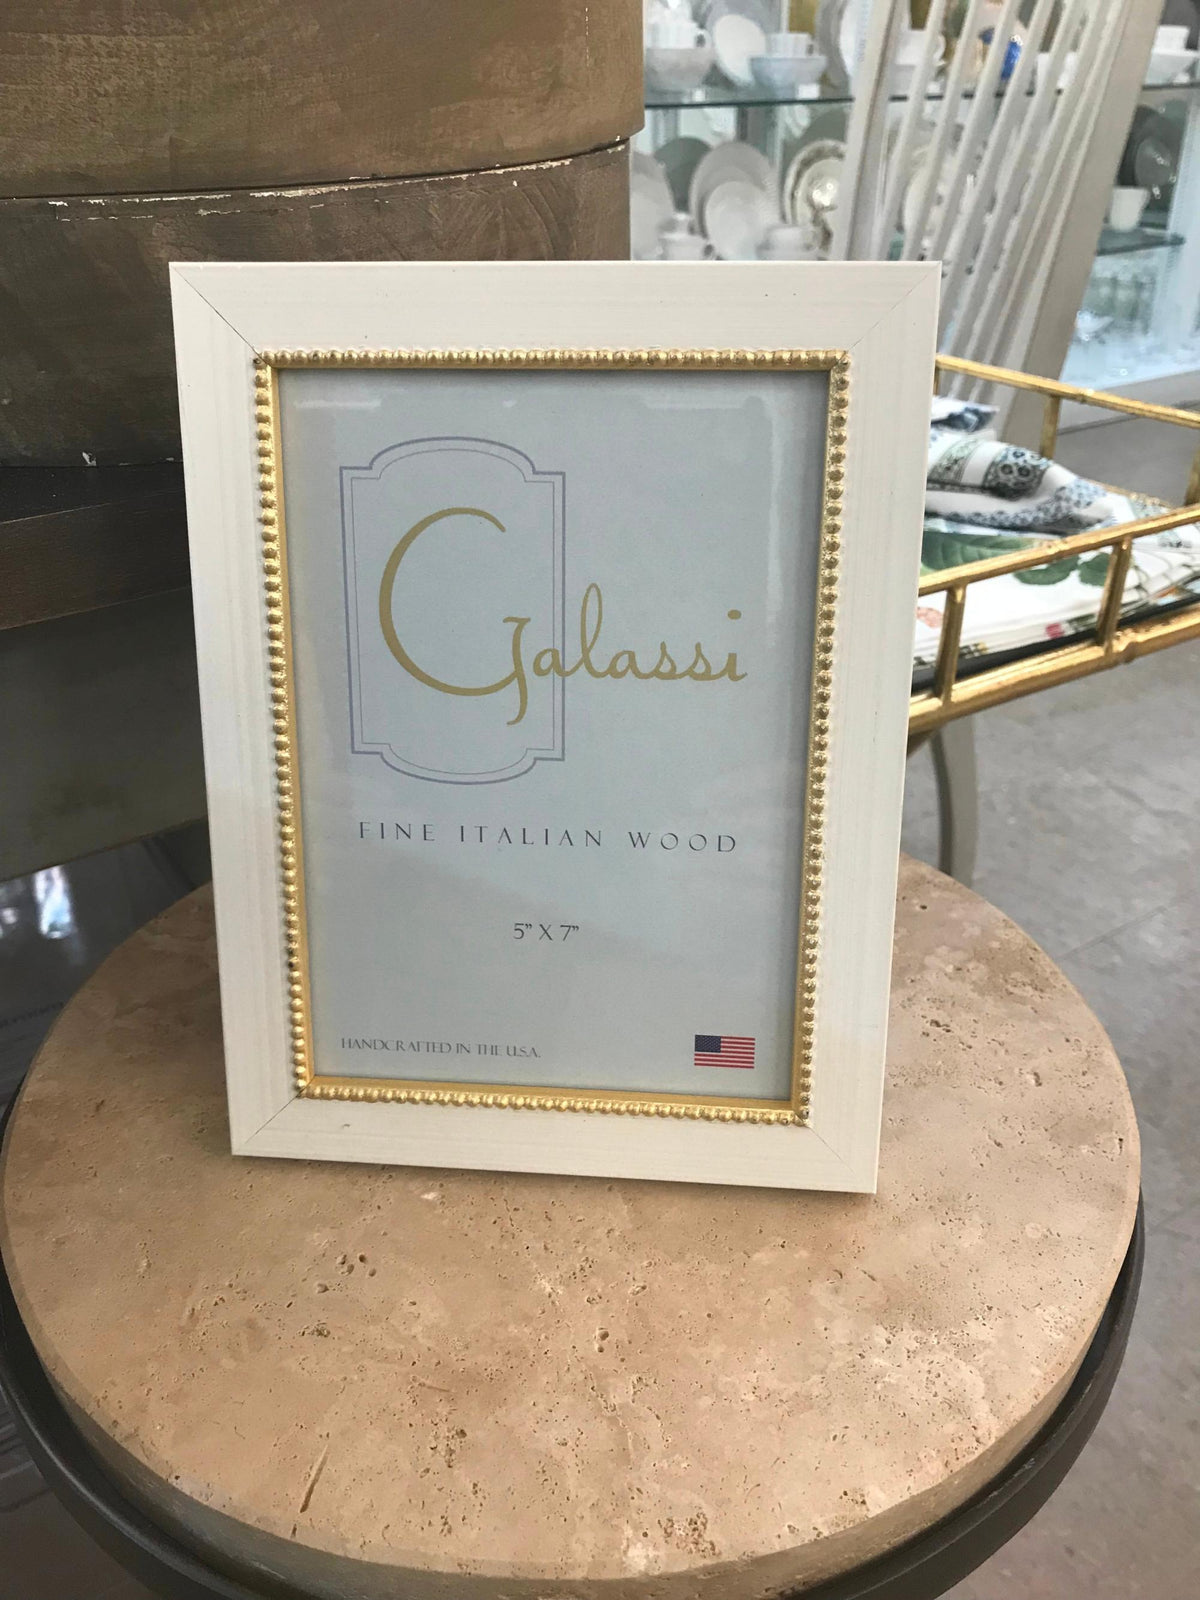 Galassi
FINE ITALIAN WOOD
5" X 7"
HANDCRAFTED IN THE U.S.A.